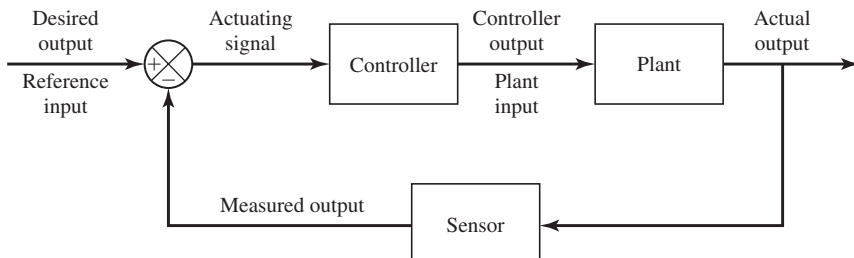 Desired
output
Reference
input
+
−
Actuating
signal
Controller
Controller
output
Plant
input
Plant
Actual
output
Measured output
Sensor